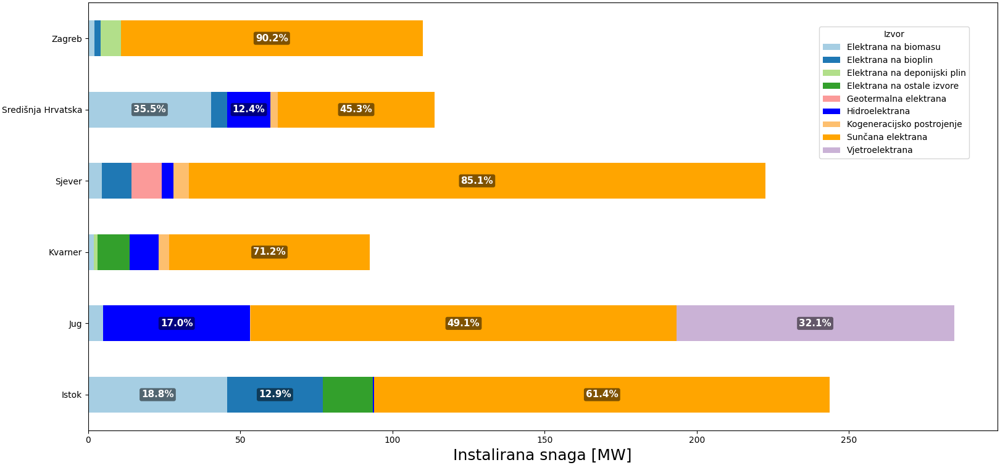 Zagreb
90.2%
Središnja Hrvatska
35.5%
12.4%
45.3%
Sjever
85.1%
Kvarner
71.2%
Jug
17.0%
49.1%
32.1%
Istok
18.8%
12.9%
61.4%
0
50
100
150
200
250
Instalirana snaga [MW]
Izvor
Elektrana na biomasu
Elektrana na bioplin
Elektrana na deponijski plin
Elektrana na ostale izvore
Geotermalna elektrana
Hidroelektrana
Kogeneracijsko postrojenje
Sunčana elektrana
Vjetroelektrana